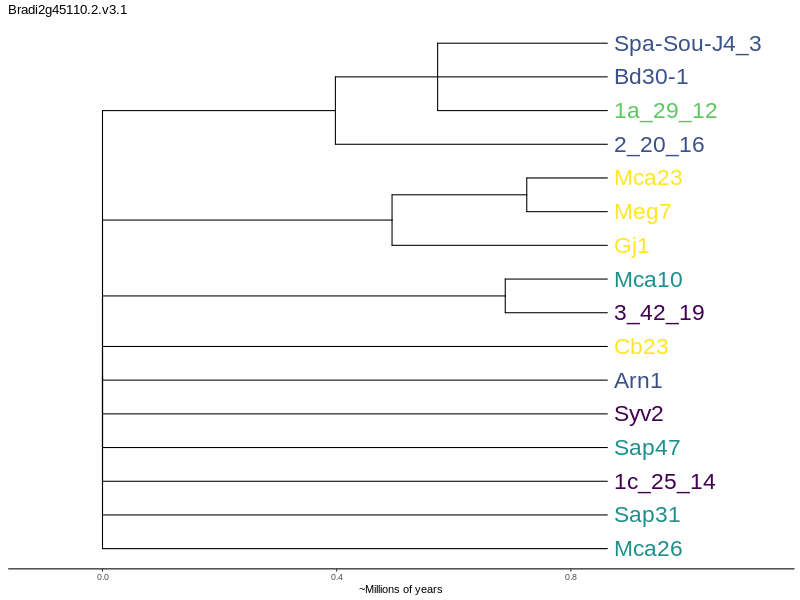 Bradi2g45110.2.v3.1
Spa-Sou-J4_3
Bd30-1
1a_29_12
2_20_16
Mca23
Meg7
Gj1
Mca10
3_42_19
Cb23
Arn1
Syv2
Sap47
1c_25_14
Sap31
Mca26
0.0 0.4 0.8
~Millions of years